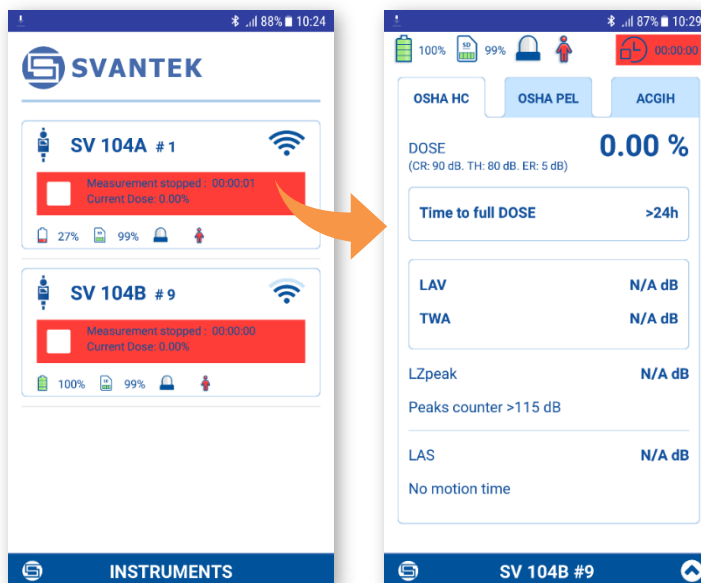 88% 10:24
SVANTEK
SV 104A # 1
Measurement stopped : 00:00:01
Current Dose: 0.00%
27% 99%
SV 104B # 9
Measurement stopped : 00:00:00
Current Dose: 0.00%
100% 99%
INSTRUMENTS
87% 10:29
100% SD 99% 00:00:00
OSHA HC OSHA PEL ACGIH
DOSE 0.00 %
(CR: 90 dB. TH: 80 dB. ER: 5 dB)
Time to full DOSE >24h
LAV N/A dB
TWA N/A dB
LZpeak N/A dB
Peaks counter >115 dB
LAS N/A dB
No motion time
SV 104B #9